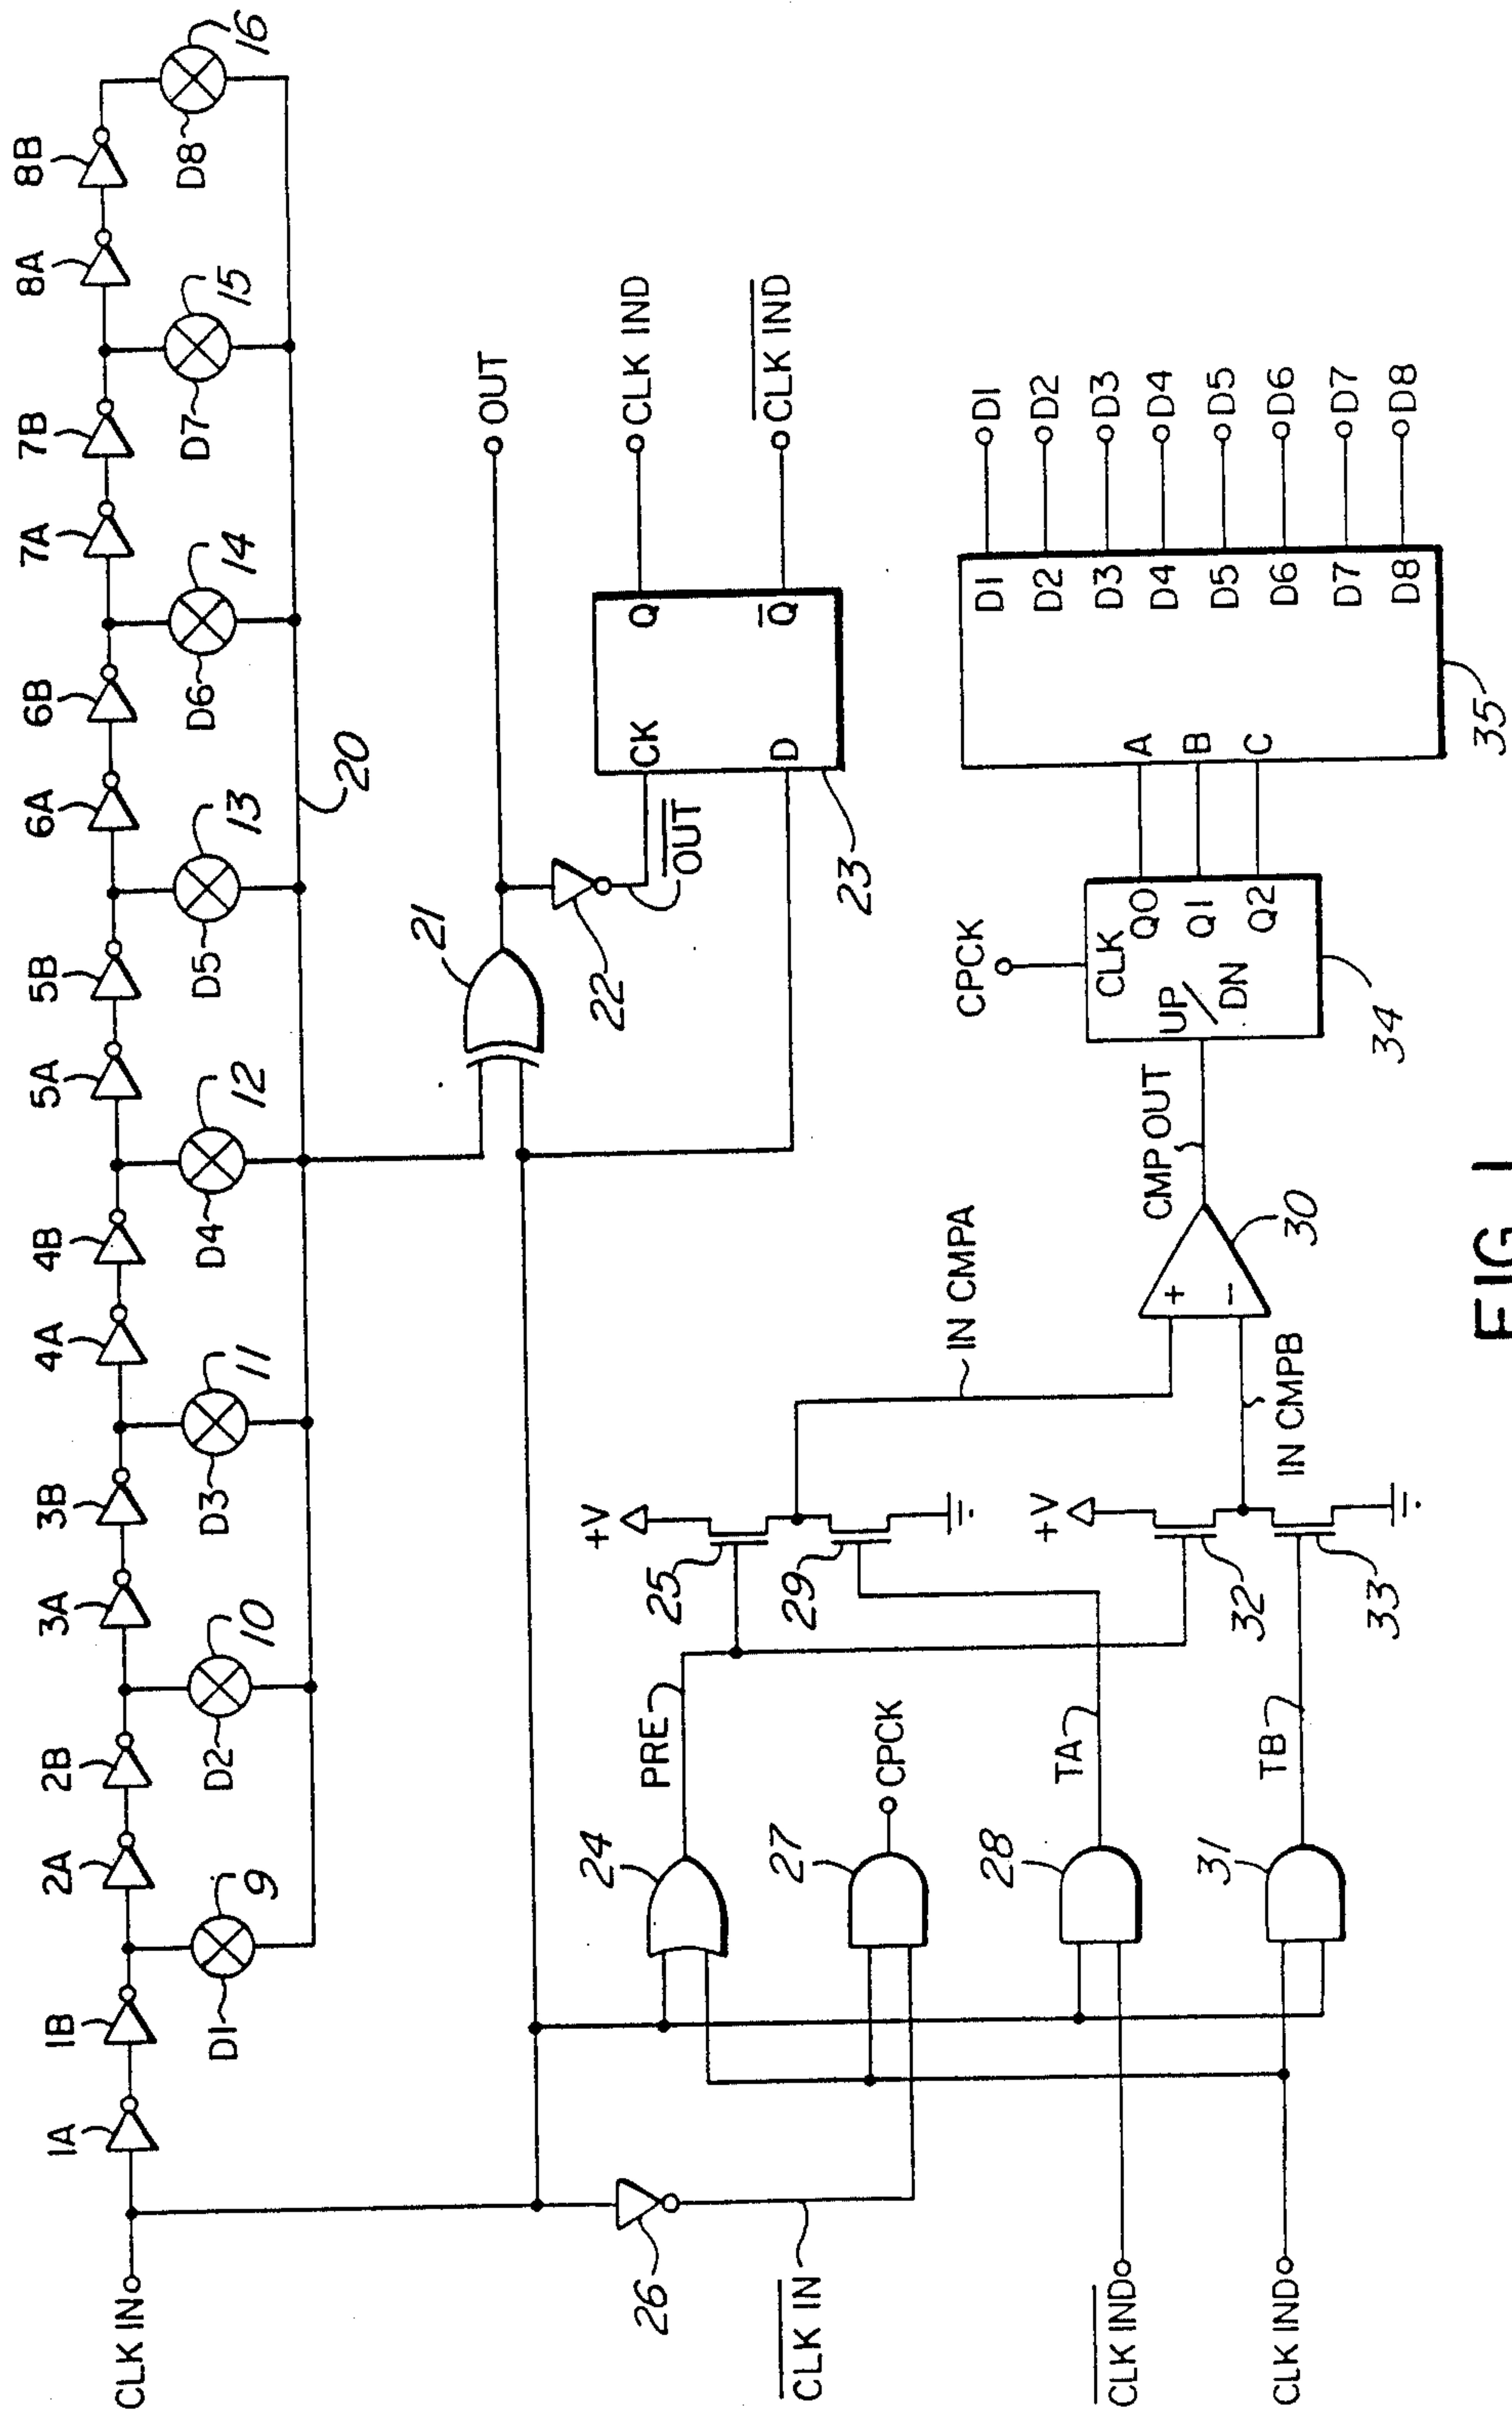 1A 1B 2A 2B 3A 3B 4A 4B 5A 5B 6A 6B 7A 7B 8A 8B
CLK IN
D1 9 D2 10 D3 11 D4 12 D5 13 D6 14 D7 15 D8 16
20
21
OUT
22
OUT
CK Q
CLK IND
D Q
CLK IND
23
26
CLK IN
24
PRE
27
CPCK
28
TA
31
TB
CLK IND
CLK IND
+V
25
29
+V
32
33
IN CMPA
IN CMPB
+
−
30
CMP OUT
CPCK
CLK
UP/DN
Q0
Q1
Q2
34
A
B
C
D1 D1
D2 D2
D3 D3
D4 D4
D5 D5
D6 D6
D7 D7
D8 D8
35
FIG 1